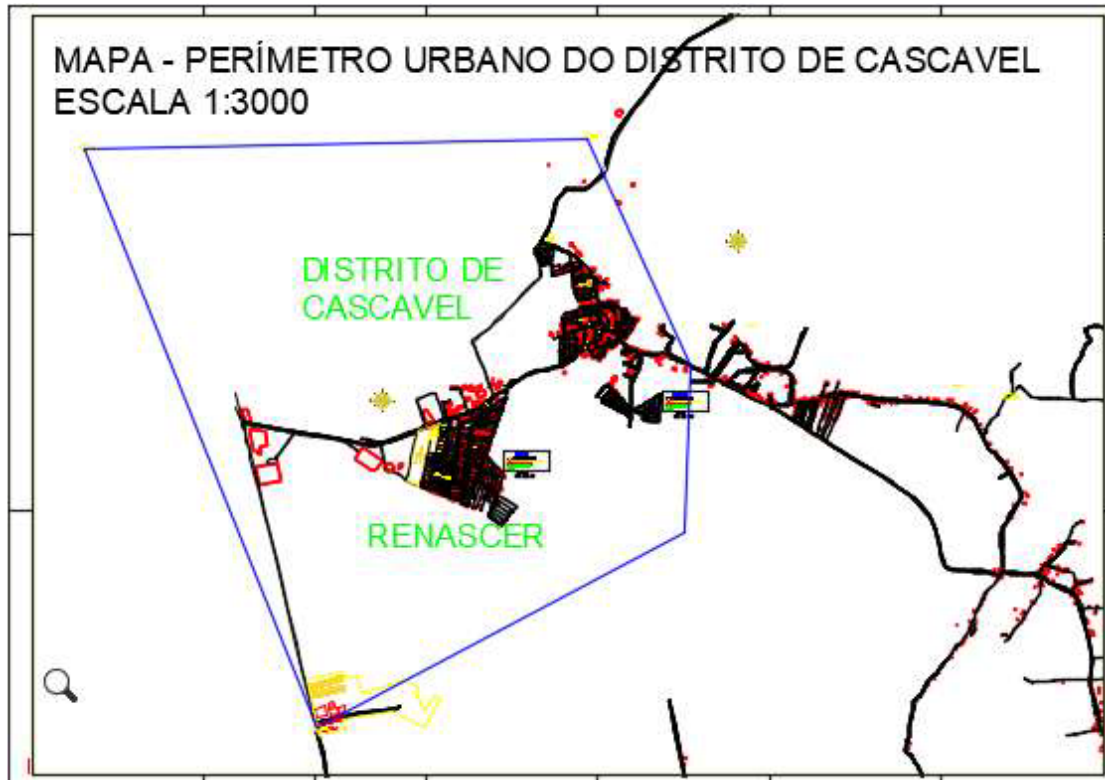 MAPA - PERÍMETRO URBANO DO DISTRITO DE CASCAVEL
ESCALA 1:3000
DISTRITO DE
CASCAVEL
RENASCER